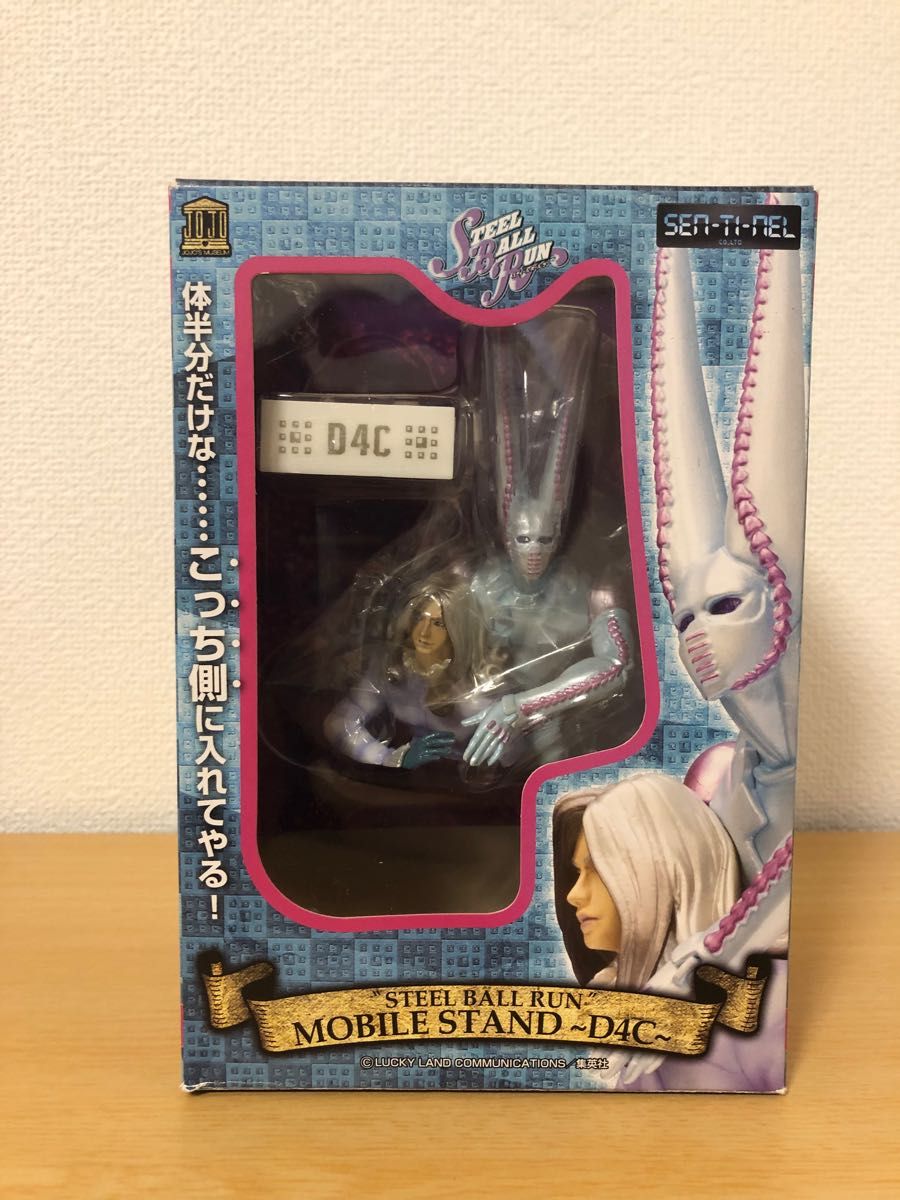 JOJO
JOJO'S MUSEUM
STEEL
BALL
RUN
SEN-TI-NEL
CO.,LTD
体半分だけな……こっち側に入れてやる！
D4C
"STEEL BALL RUN"
MOBILE STAND ~D4C~
©LUCKY LAND COMMUNICATIONS／集英社